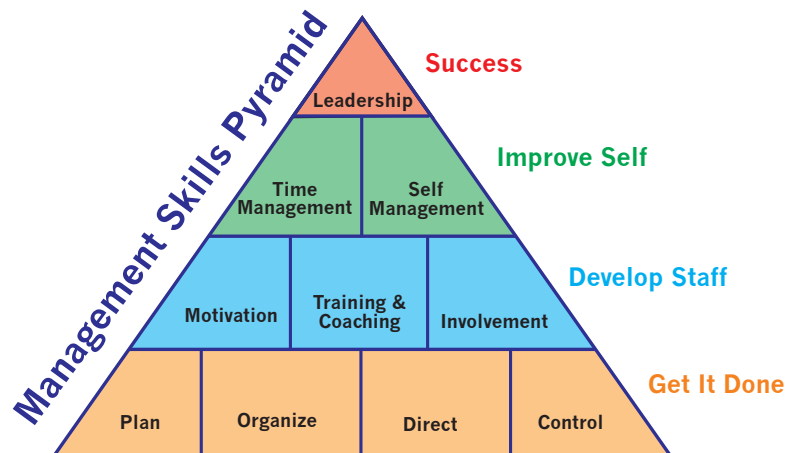 Management Skills Pyramid
Success
Leadership
Improve Self
Time
Management
Self
Management
Develop Staff
Motivation
Training &
Coaching
Involvement
Get It Done
Plan
Organize
Direct
Control